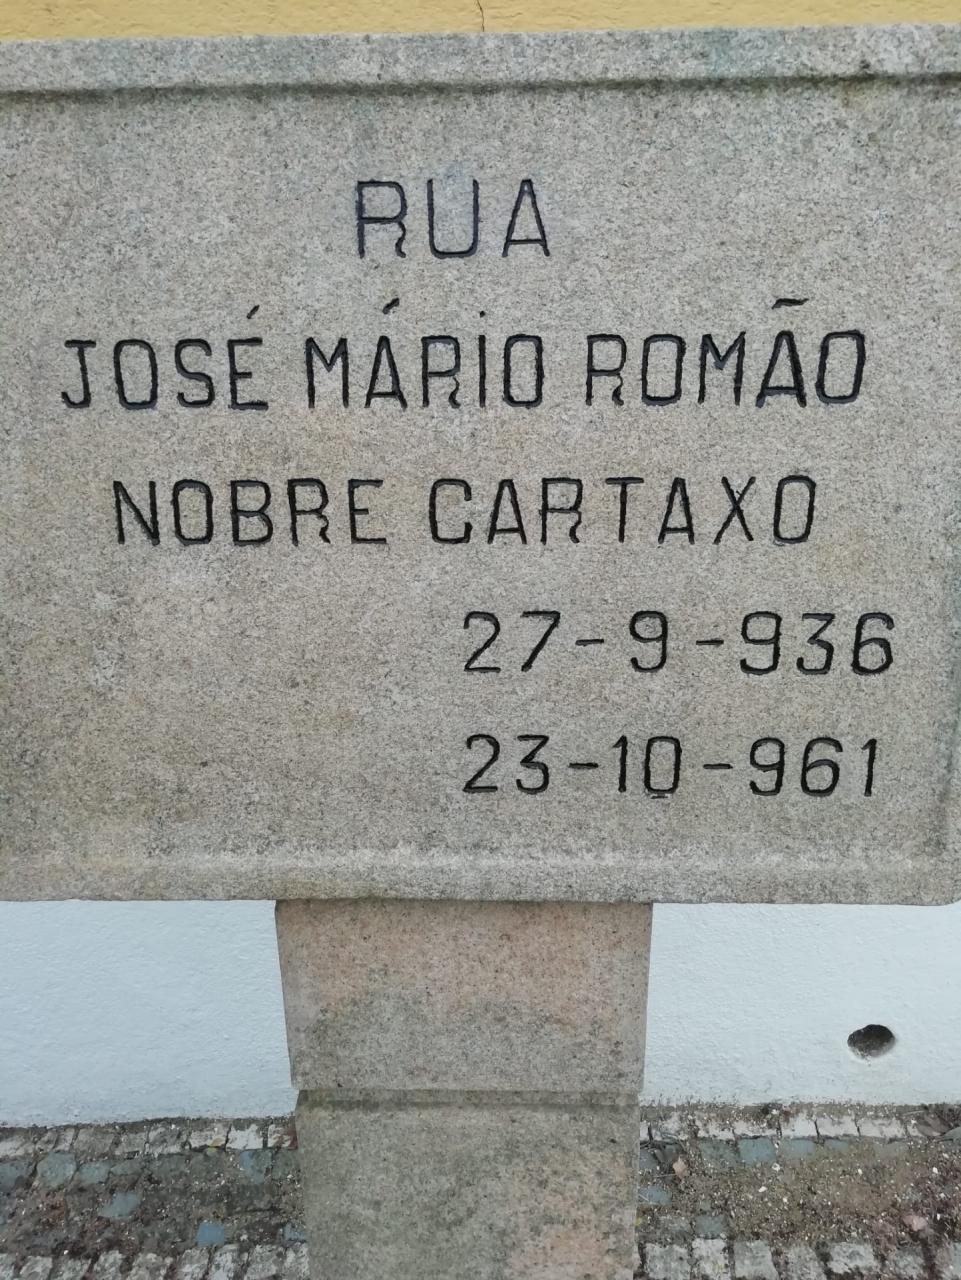 RUA
JOSÉ MÁRIO ROMÃO
NOBRE CARTAXO
27-9-936
23-10-961